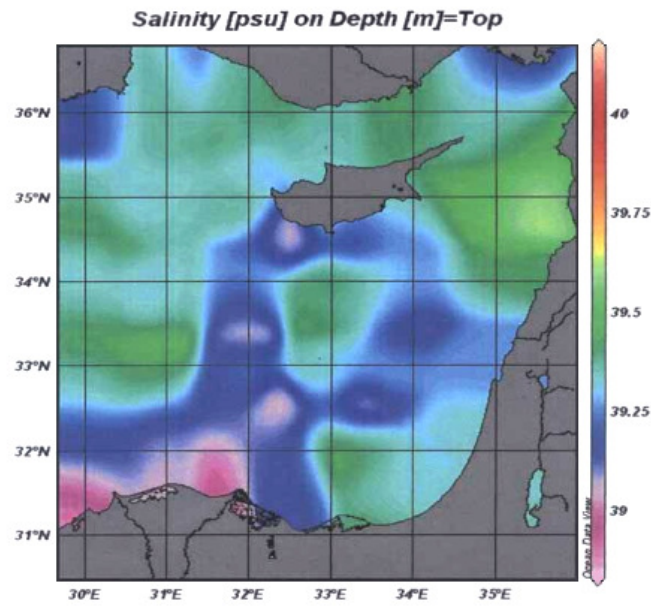 Salinity [psu] on Depth [m]=Top
36°N
35°N
34°N
33°N
32°N
31°N
30°E
31°E
32°E
33°E
34°E
35°E
40
39.75
39.5
39.25
39
Ocean Data View